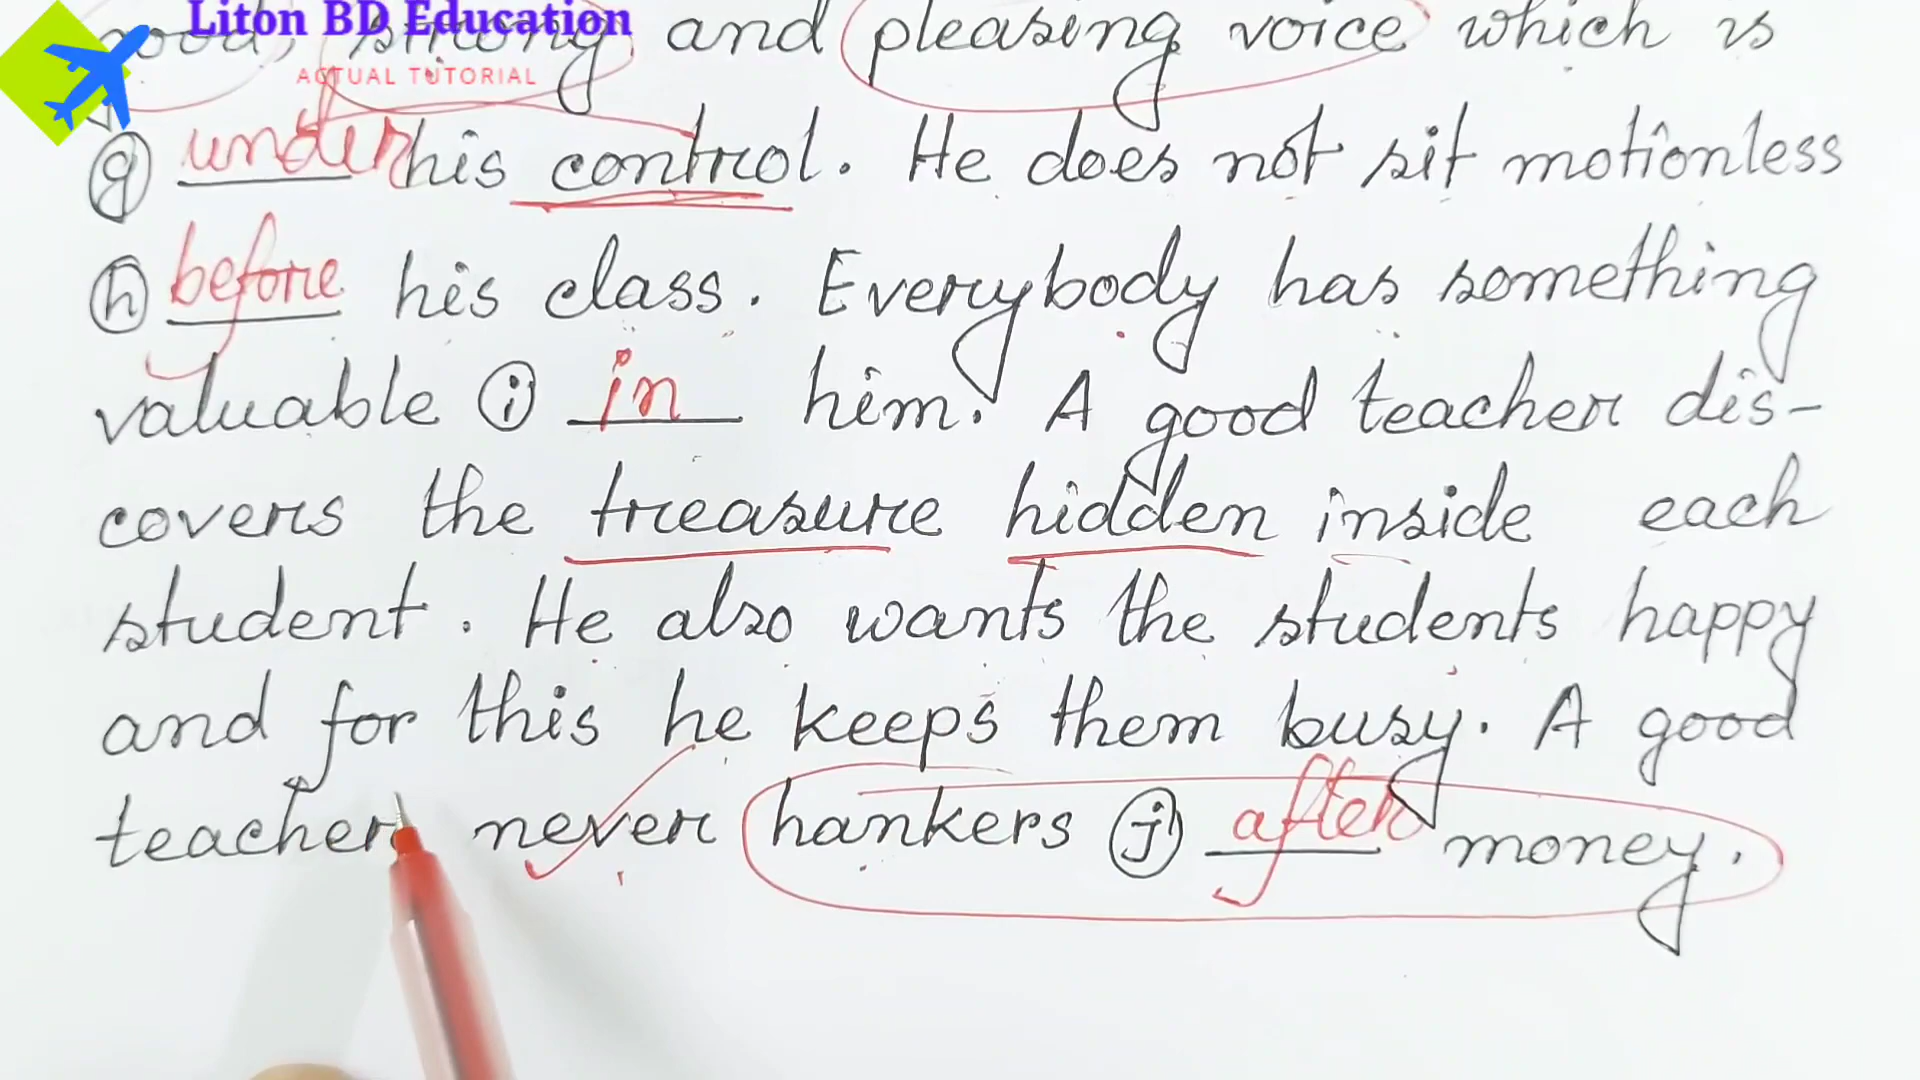 Liton BD Education
ACTUAL TUTORIAL
good, strong and pleasing voice which is
g under his control. He does not sit motionless
h before his class. Everybody has something
valuable i in him. A good teacher dis-
covers the treasure hidden inside each
student. He also wants the students happy
and for this he keeps them busy. A good
teacher never hankers j after money.